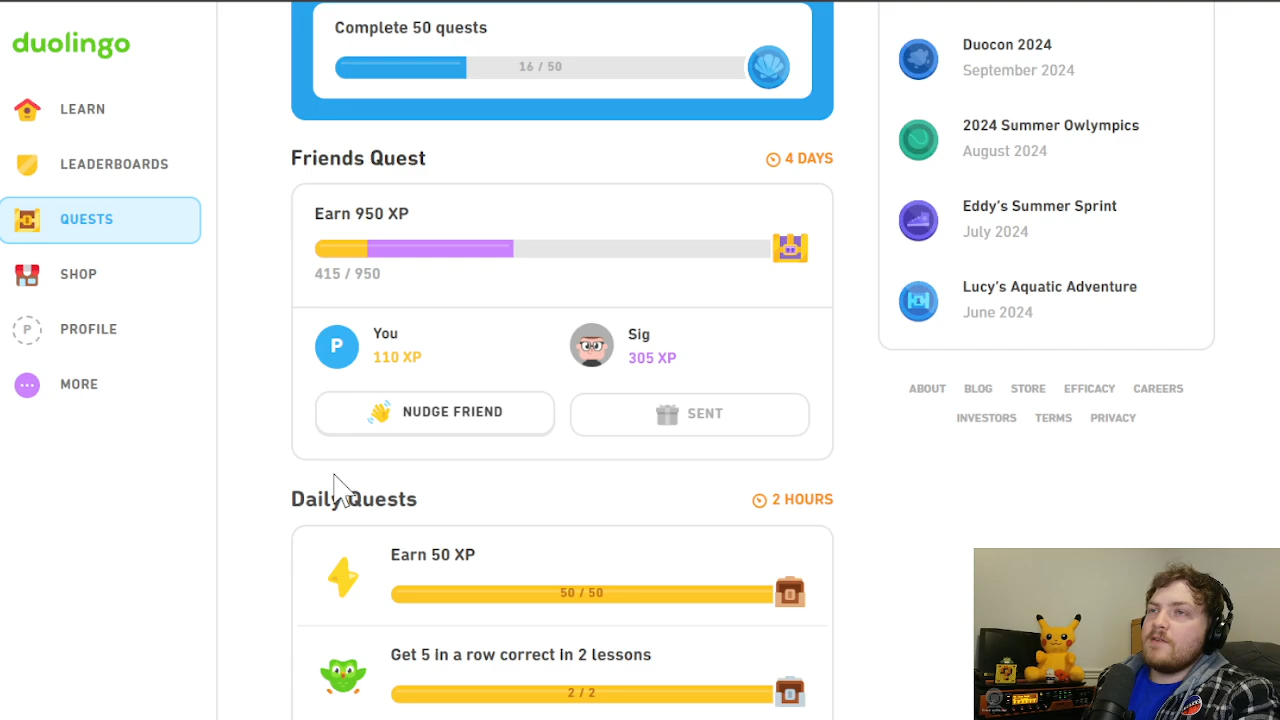 duolingo
LEARN
LEADERBOARDS
QUESTS
SHOP
P
PROFILE
MORE
Complete 50 quests
16 / 50
Friends Quest
4 DAYS
Earn 950 XP
415 / 950
P
You
110 XP
Sig
305 XP
NUDGE FRIEND
SENT
Daily Quests
2 HOURS
Earn 50 XP
50 / 50
Get 5 in a row correct in 2 lessons
2 / 2
Duocon 2024
September 2024
2024 Summer Owlympics
August 2024
Eddy's Summer Sprint
July 2024
Lucy's Aquatic Adventure
June 2024
ABOUT BLOG STORE EFFICACY CAREERS
INVESTORS TERMS PRIVACY